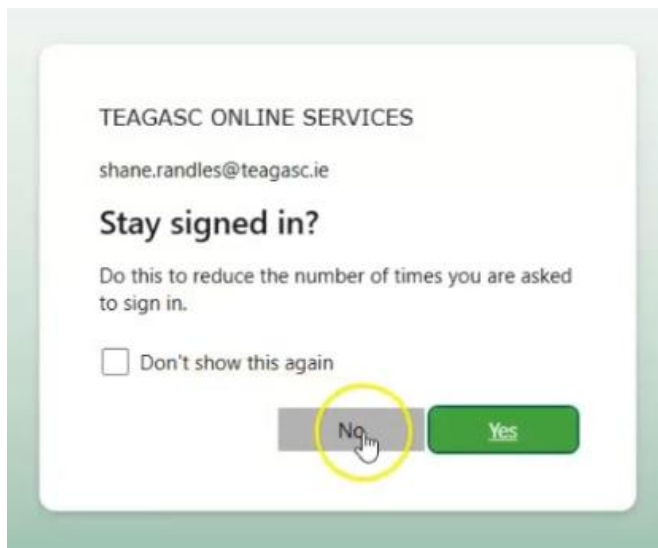 TEAGASC ONLINE SERVICES
shane.randles@teagasc.ie
Stay signed in?
Do this to reduce the number of times you are asked
to sign in.
Don't show this again
No Yes